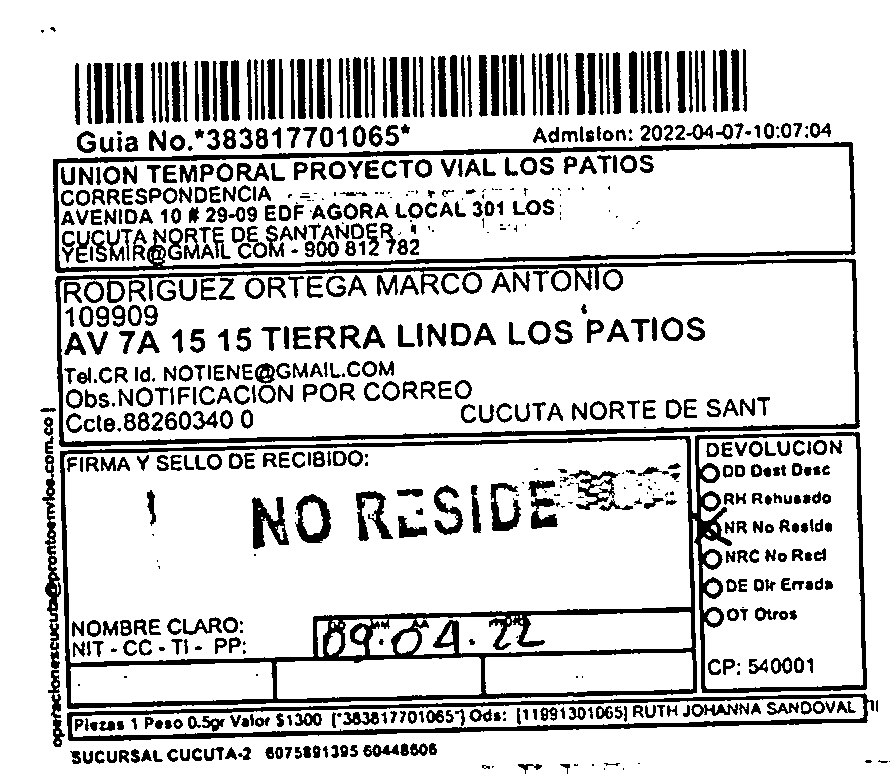 Guia No.*383817701065*
Admision: 2022-04-07-10:07:04
UNION TEMPORAL PROYECTO VIAL LOS PATIOS
CORRESPONDENCIA
AVENIDA 10 # 29-09 EDF AGORA LOCAL 301 LOS
CUCUTA NORTE DE SANTANDER
YEISMIR@GMAIL COM - 900 812 782
RODRIGUEZ ORTEGA MARCO ANTONIO
109909
AV 7A 15 15 TIERRA LINDA LOS PATIOS
Tel.CR Id. NOTIENE@GMAIL.COM
Obs.NOTIFICACION POR CORREO
Ccte.88260340 0
CUCUTA NORTE DE SANT
operacionescucuta@prontoenvios.com.co
FIRMA Y SELLO DE RECIBIDO:
NO RESIDE
NOMBRE CLARO:
NIT - CC - TI - PP:
09.04.22
DEVOLUCION
DD Dest Desc
RH Rehusado
NR No Reside
NRC No Recl
DE Dir Errada
OT Otros
CP: 540001
Piezas 1 Peso 0.5gr Valor $1300 [*383817701065*] Ods: [11991301065] RUTH JOHANNA SANDOVAL
SUCURSAL CUCUTA-2 6075891395 60448606